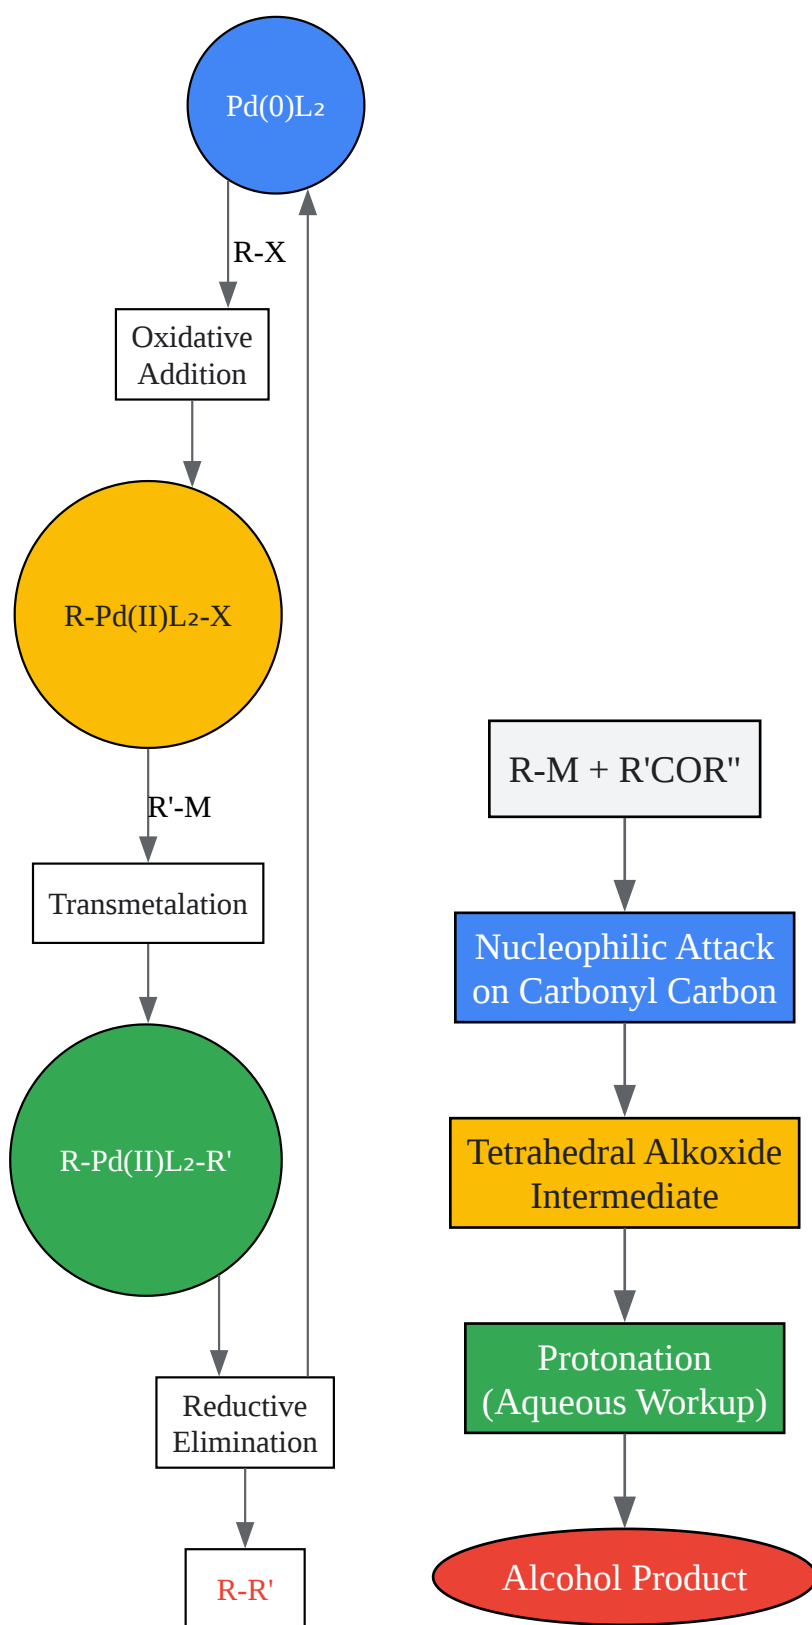 Pd(0)L₂
R-X
Oxidative
Addition
R-Pd(II)L₂-X
R'-M
Transmetalation
R-Pd(II)L₂-R'
Reductive
Elimination
R-R'
R-M + R'COR"
Nucleophilic Attack
on Carbonyl Carbon
Tetrahedral Alkoxide
Intermediate
Protonation
(Aqueous Workup)
Alcohol Product